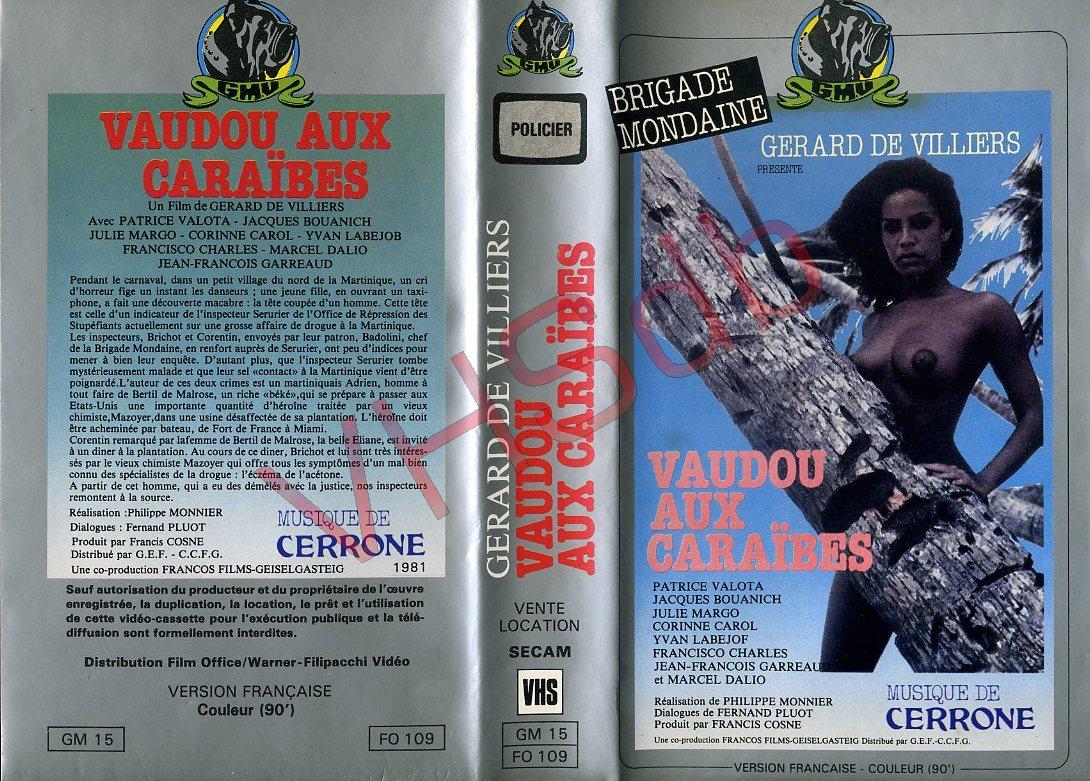 GMV
VAUDOU AUX
CARAÏBES
Un Film de GERARD DE VILLIERS
Avec PATRICE VALOTA - JACQUES BOUANICH
JULIE MARGO - CORINNE CAROL - YVAN LABEJOB
FRANCISCO CHARLES - MARCEL DALIO
JEAN-FRANCOIS GARREAUD
Pendant le carnaval, dans un petit village du nord de la Martinique, un cri
d'horreur fige un instant les danseurs ; une jeune fille, en ouvrant un taxi-
phone, a fait une découverte macabre : la tête coupée d'un homme. Cette tête
est celle d'un indicateur de l'inspecteur Serurier de l'Office de Répression des
Stupéfiants actuellement sur une grosse affaire de drogue à la Martinique.
Les inspecteurs, Brichot et Corentin, envoyés par leur patron, Badolini, chef
de la Brigade Mondaine, en renfort auprès de Serurier, ont peu d'indices pour
mener à bien leur enquête. D'autant plus, que l'inspecteur Serurier tombe
mystérieusement malade et que leur sel «contact» à la Martinique vient d'être
poignardé.L'auteur de ces deux crimes est un martiniquais Adrien, homme à
tout faire de Bertil de Malrose, un riche «béké»,qui se prépare à passer aux
Etats-Unis une importante quantité d'héroïne traitée par un vieux
chimiste,Mazoyer,dans une usine désaffectée de sa plantation. L'héroïne doit
être acheminée par bateau, de Fort de France à Miami.
Corentin remarqué par lafemme de Bertil de Malrose, la belle Eliane, est invité
à un diner à la plantation. Au cours de ce diner, Brichot et lui sont très intéres-
sés par le vieux chimiste Mazoyer qui offre tous les symptômes d'un mal bien
connu des spécialistes de la drogue : l'éczéma de l'acétone.
A partir de cet homme, qui a eu des démêlés avec la justice, nos inspecteurs
remontent à la source.
Réalisation :Philippe MONNIER
Dialogues : Fernand PLUOT
Produit par Francis COSNE
Distribué par G.E.F. - C.C.F.G.
MUSIQUE DE
CERRONE
Une co-production FRANCOS FILMS-GEISELGASTEIG 1981
Sauf autorisation du producteur et du propriétaire de l'œuvre
enregistrée, la duplication, la location, le prêt et l'utilisation
de cette vidéo-cassette pour l'exécution publique et la télé-
diffusion sont formellement interdites.
Distribution Film Office/Warner-Filipacchi Vidéo
VERSION FRANÇAISE
Couleur (90')
GM 15
FO 109
GMV
POLICIER
GERARD DE VILLIERS
VAUDOU
AUX CARAÏBES
VENTE
LOCATION
SECAM
VHS
GM 15
FO 109
GMV
BRIGADE
MONDAINE
GERARD DE VILLIERS
PRESENTE
VAUDOU
AUX
CARAÏBES
PATRICE VALOTA
JACQUES BOUANICH
JULIE MARGO
CORINNE CAROL
YVAN LABEJOF
FRANCISCO CHARLES
JEAN-FRANCOIS GARREAUD
et MARCEL DALIO
Réalisation de PHILIPPE MONNIER
Dialogues de FERNAND PLUOT
Produit par FRANCIS COSNE
MUSIQUE DE
CERRONE
Une co-production FRANCOS FILMS-GEISELGASTEIG Distribué par G.E.F.-C.C.F.G.
VERSION FRANCAISE - COULEUR (90')
VHSdb